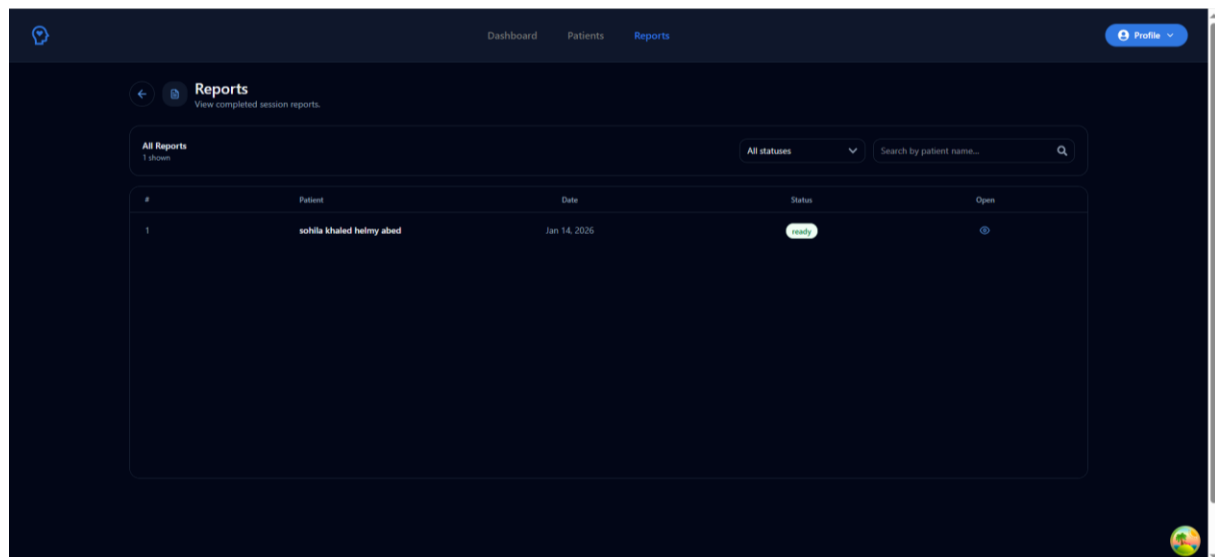 Dashboard Patients Reports Profile
Reports
View completed session reports.
All Reports
1 shown
All statuses
Search by patient name...
# Patient Date Status Open
1 sohila khaled helmy abed Jan 14, 2026 ready